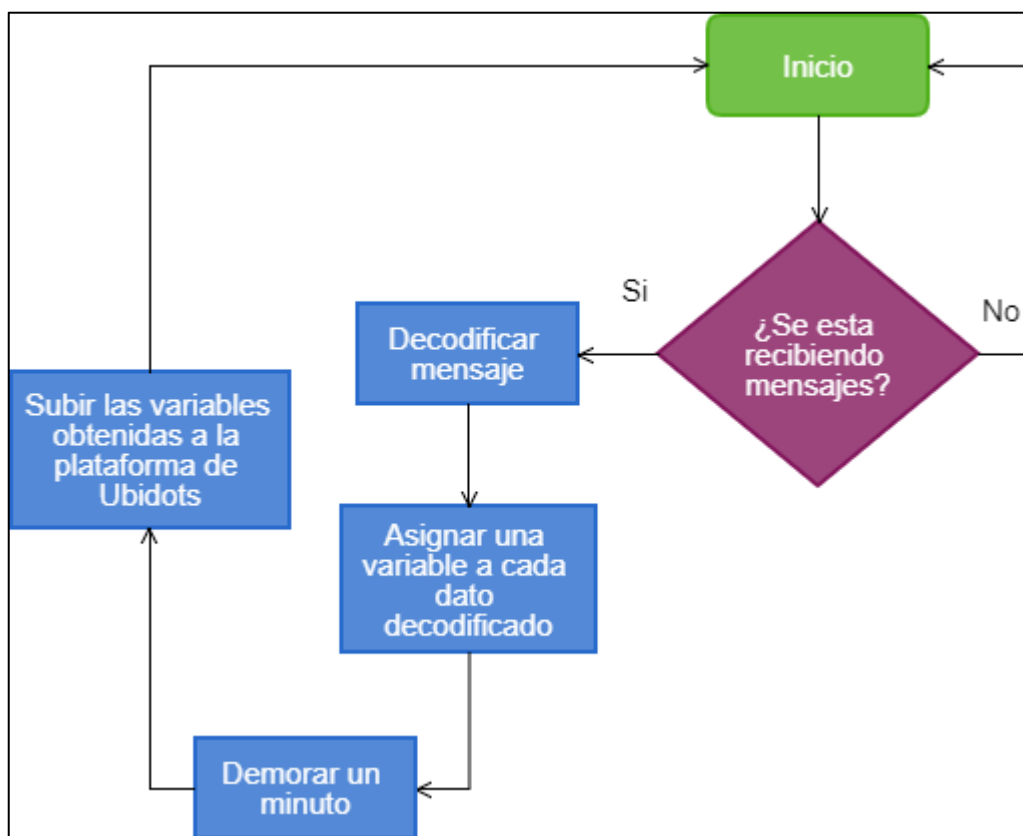 Inicio
¿Se esta
recibiendo
mensajes?
Si
No
Decodificar
mensaje
Asignar una
variable a cada
dato
decodificado
Demorar un
minuto
Subir las variables
obtenidas a la
plataforma de
Ubidots